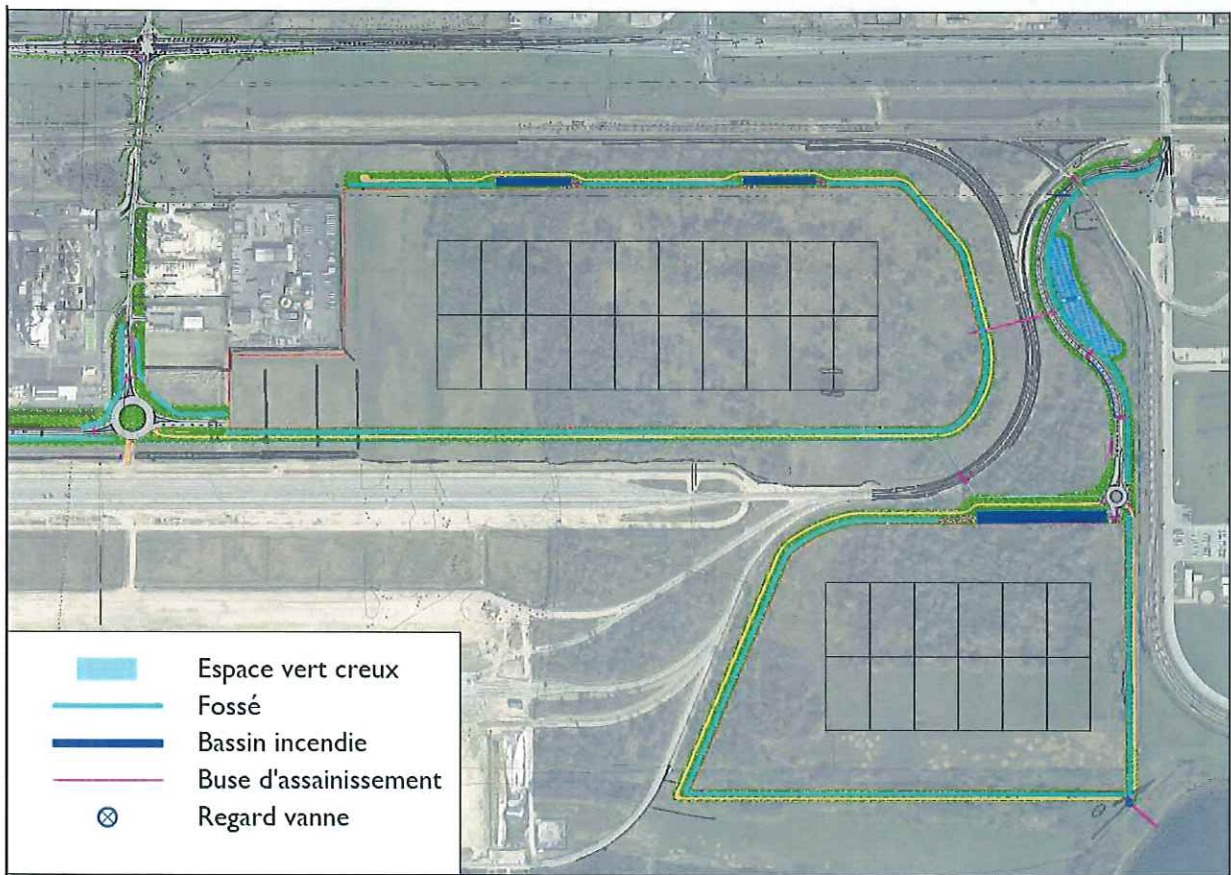 Espace vert creux
Fossé
Bassin incendie
Buse d'assainissement
Regard vanne